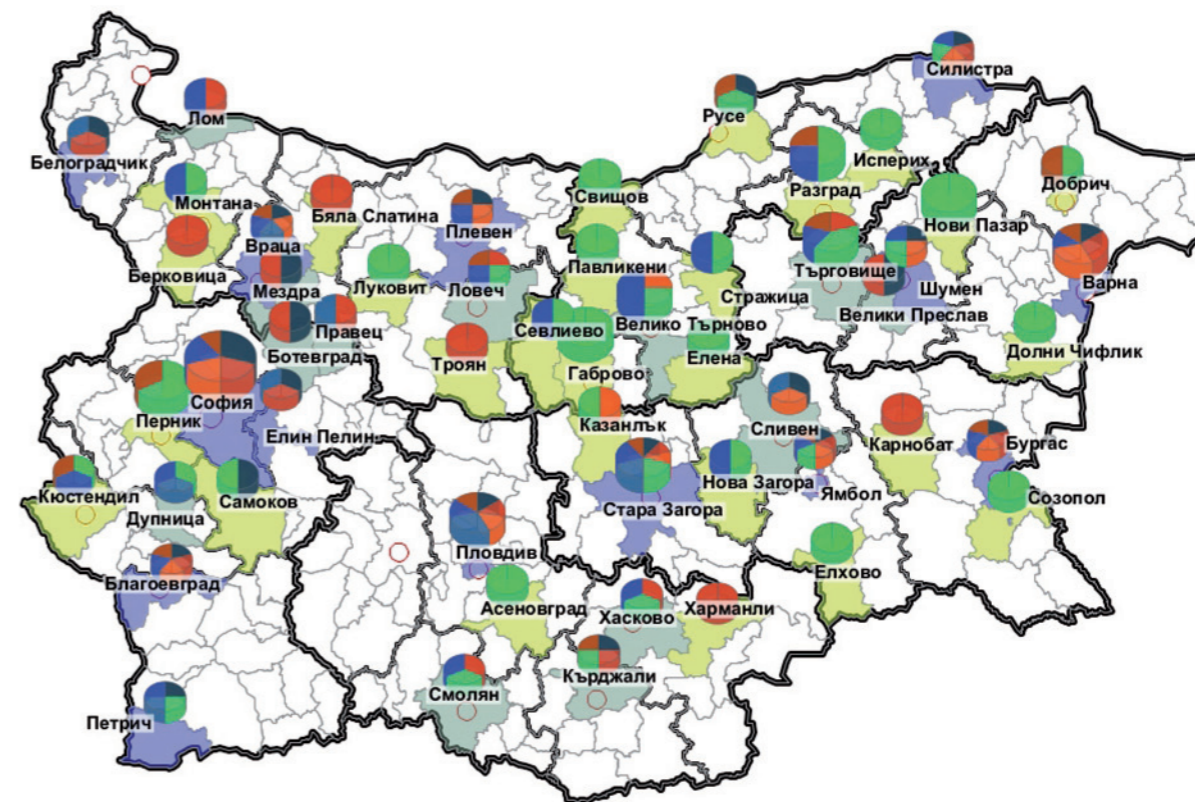 Силистра
Русе
Лом
Белоградчик
Исперих
Разград
Добрич
Монтана
Бяла Слатина
Свищов
Нови Пазар
Враца
Плевен
Берковица
Павликени
Търговище
Шумен
Варна
Мездра
Луковит
Ловеч
Стражица
Велики Преслав
Правец
Севлиево
Велико Търново
Ботевград
Троян
Габрово
Елена
Долни Чифлик
София
Перник
Казанлък
Елин Пелин
Сливен
Карнобат
Бургас
Кюстендил
Самоков
Нова Загора
Ямбол
Дупница
Стара Загора
Созопол
Пловдив
Благоевград
Елхово
Асеновград
Хасково
Харманли
Смолян
Кърджали
Петрич